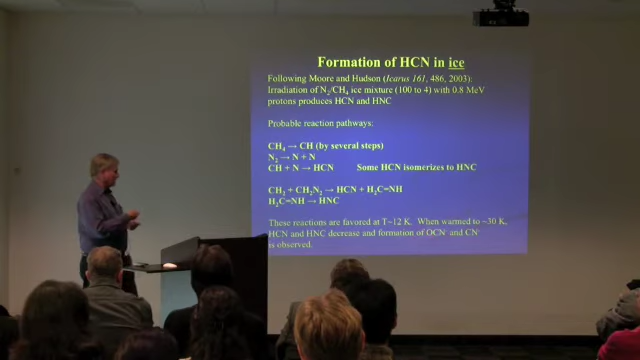 Formation of HCN in ice
Following Moore and Hudson (Icarus 161, 486, 2003):
Irradiation of N₂/CH₄ ice mixture (100 to 4) with 0.8 MeV
protons produces HCN and HNC
Probable reaction pathways:
CH₄ → CH (by several steps)
N₂ → N + N
CH + N → HCN Some HCN isomerizes to HNC
CH₂ + CH₂N₂ → HCN + H₂C=NH
H₂C=NH → HNC
These reactions are favored at T~12 K. When warmed to ~30 K,
HCN and HNC decrease and formation of OCN⁻ and CN⁻
is observed.